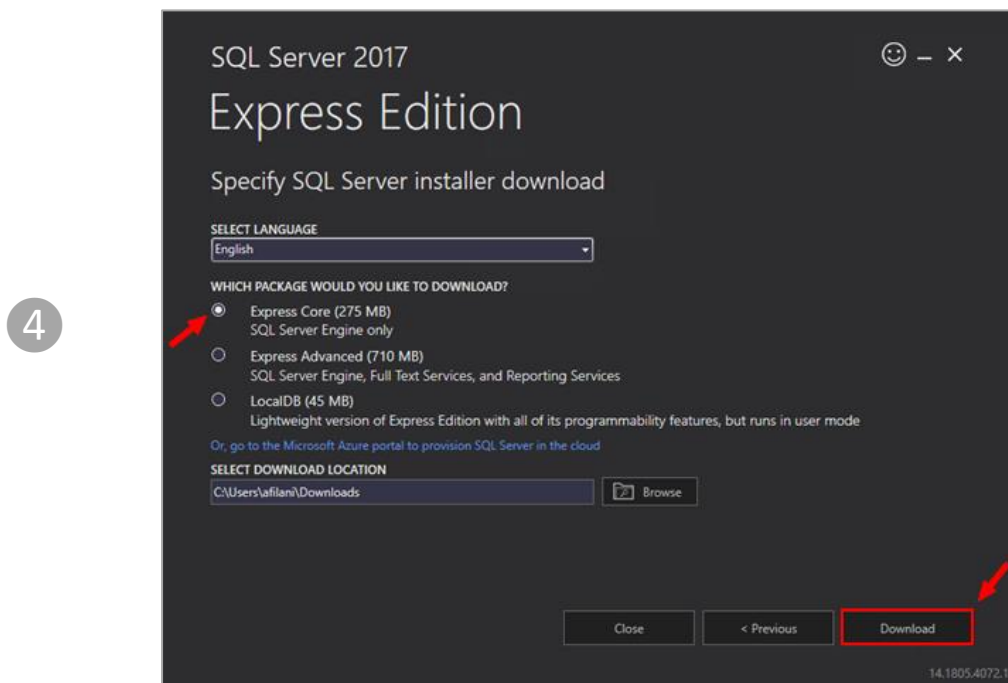 SQL Server 2017
Express Edition
Specify SQL Server installer download
SELECT LANGUAGE
English
WHICH PACKAGE WOULD YOU LIKE TO DOWNLOAD?
4
Express Core (275 MB)
SQL Server Engine only
Express Advanced (710 MB)
SQL Server Engine, Full Text Services, and Reporting Services
LocalDB (45 MB)
Lightweight version of Express Edition with all of its programmability features, but runs in user mode
Or, go to the Microsoft Azure portal to provision SQL Server in the cloud
SELECT DOWNLOAD LOCATION
C:\Users\afilani\Downloads
Browse
Close
< Previous
Download
14.1805.4072.1